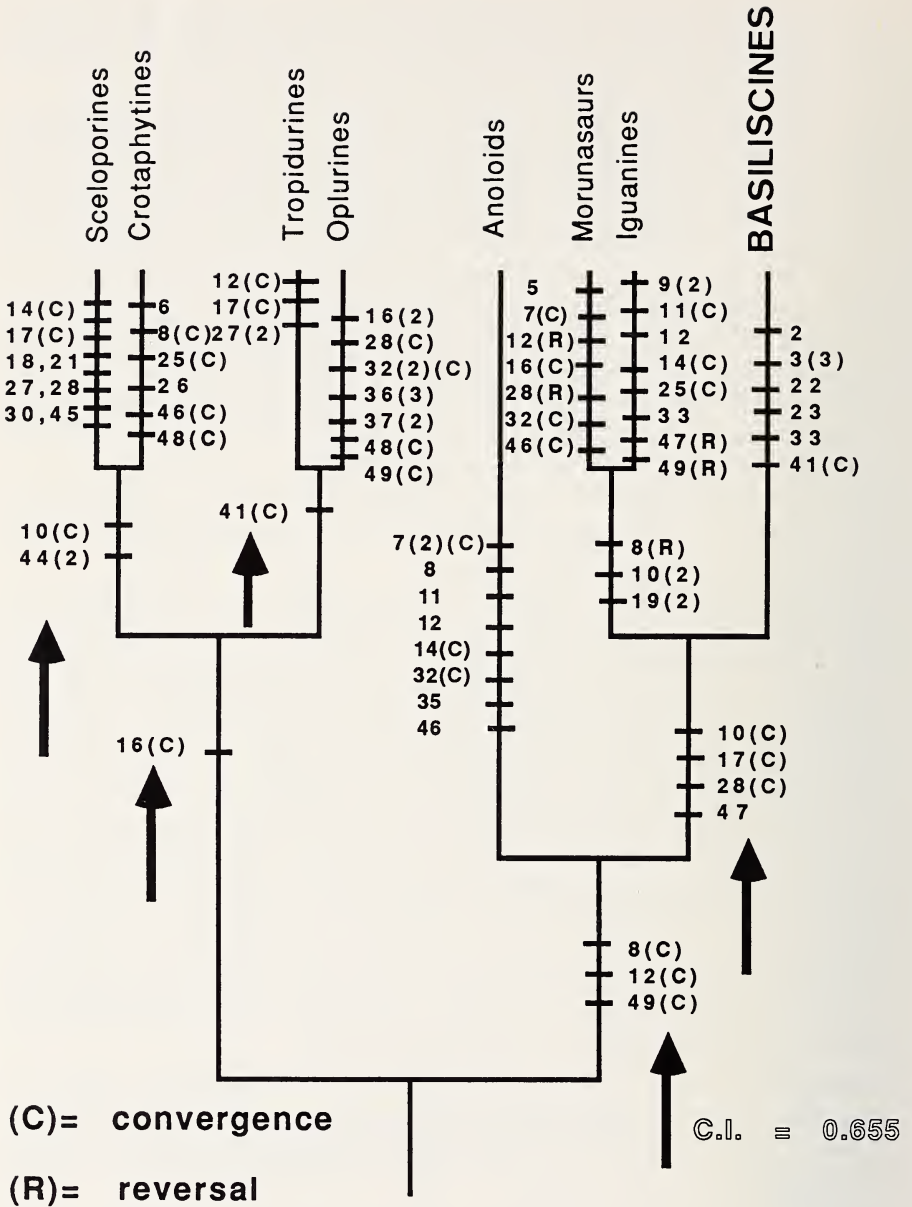 Sceloporines
Crotaphytines
Tropidurines
Oplurines
Anoloids
Morunasaurs
Iguanines
BASILISCINES
14(C)
17(C)
18,21
27,28
30,45
6
8(C)
25(C)
26
46(C)
48(C)
12(C)
17(C)
27(2)
16(2)
28(C)
32(2)(C)
36(3)
37(2)
48(C)
49(C)
5
7(C)
12(R)
16(C)
28(R)
32(C)
46(C)
9(2)
11(C)
12
14(C)
25(C)
33
47(R)
49(R)
2
3(3)
22
23
33
41(C)
10(C)
44(2)
41(C)
7(2)(C)
8
11
12
14(C)
32(C)
35
46
8(R)
10(2)
19(2)
16(C)
10(C)
17(C)
28(C)
47
8(C)
12(C)
49(C)
(C)= convergence
C.I. = 0.655
(R)= reversal